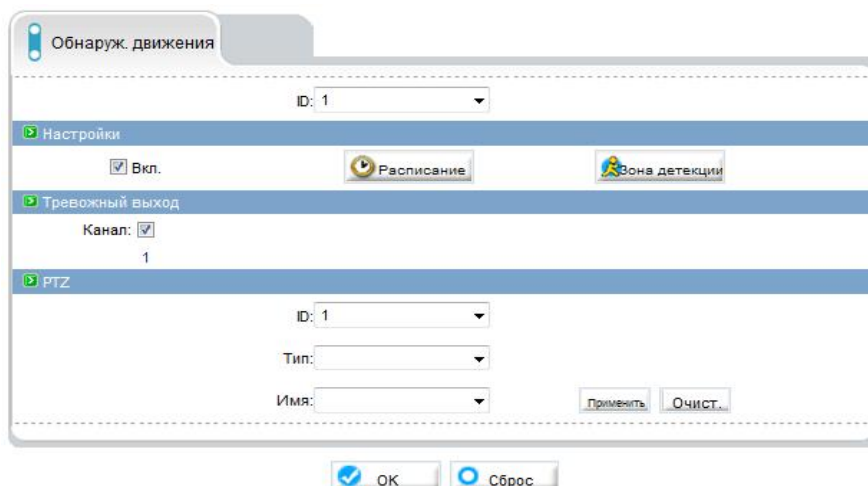 Обнаруж. движения
ID: 1
Настройки
Вкл. Расписание Зона детекции
Тревожный выход
Канал:
1
PTZ
ID: 1
Тип:
Имя: Применить Очист.
OK Сброс